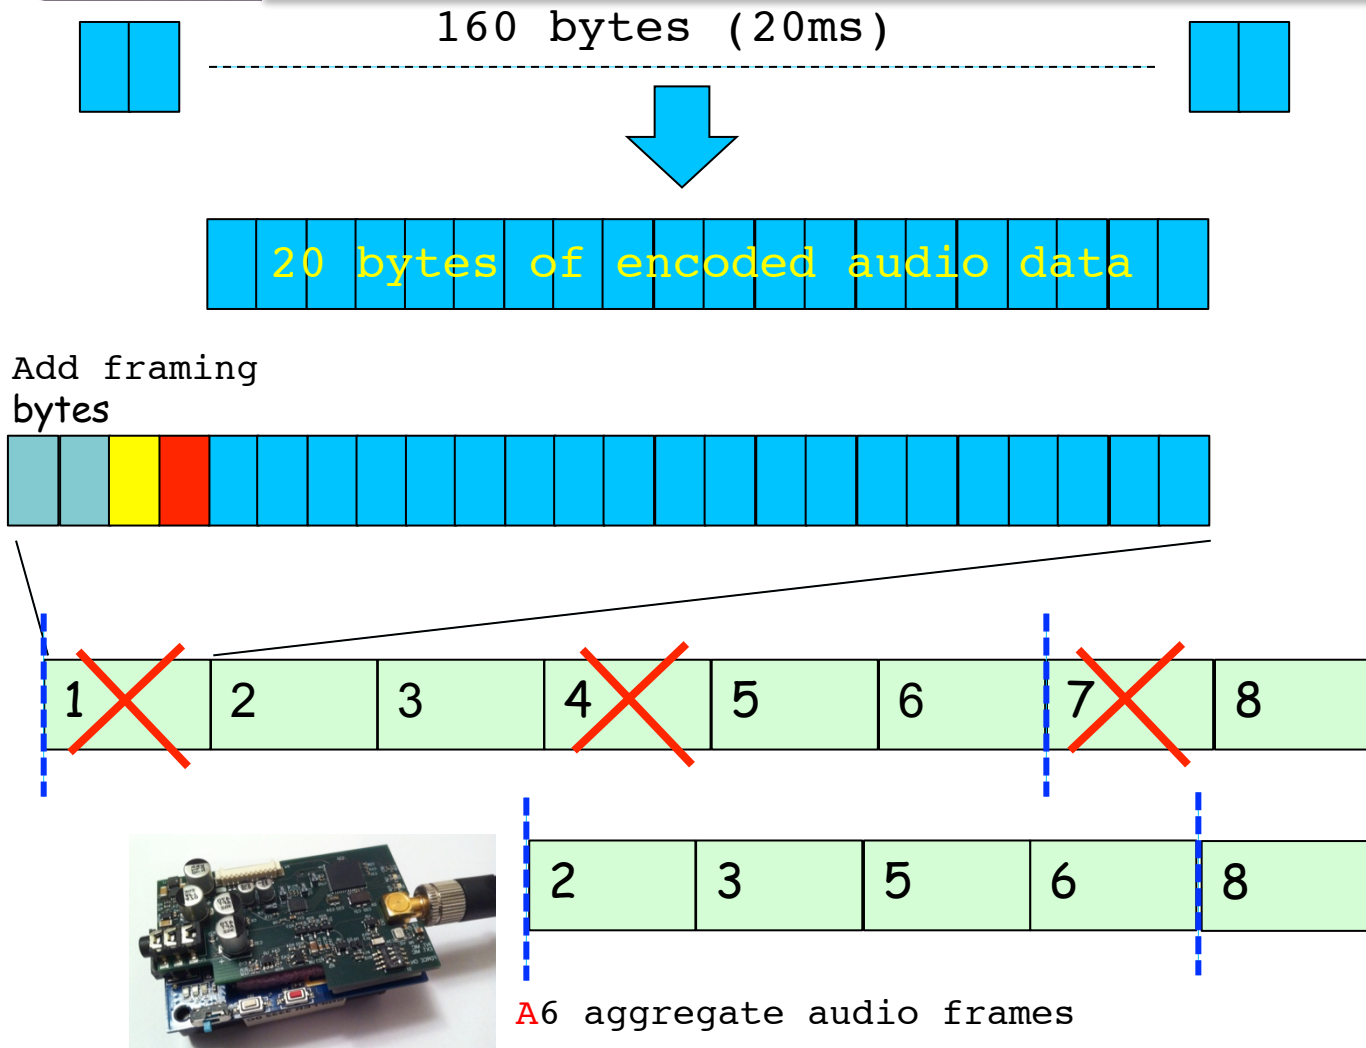 160 bytes (20ms)
20 bytes of encoded audio data
Add framing
bytes
1 2 3 4 5 6 7 8
2 3 5 6 8
A6 aggregate audio frames